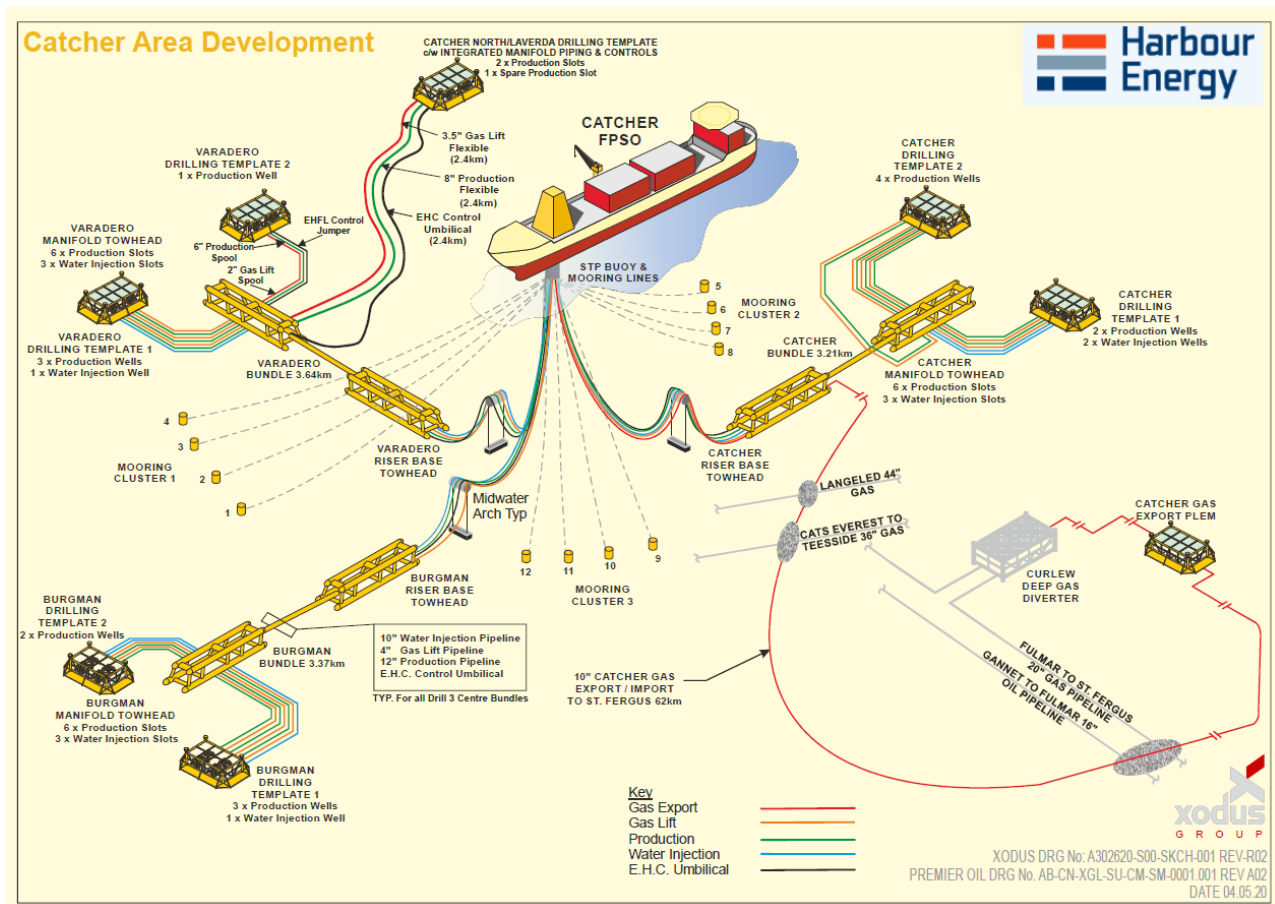 Catcher Area Development
Harbour
Energy
CATCHER NORTH/LAVERDA DRILLING TEMPLATE
c/w INTEGRATED MANIFOLD PIPING & CONTROLS
2 x Production Slots
1 x Spare Production Slot
3.5" Gas Lift
Flexible
(2.4km)
8" Production
Flexible
(2.4km)
EHC Control
Umbilical
(2.4km)
CATCHER
FPSO
STP BUOY &
MOORING LINES
VARADERO
DRILLING TEMPLATE 2
1 x Production Well
EHFL Control
Jumper
6" Production
Spool
2" Gas Lift
Spool
VARADERO
MANIFOLD TOWHEAD
6 x Production Slots
3 x Water Injection Slots
VARADERO
DRILLING TEMPLATE 1
3 x Production Wells
1 x Water Injection Well
VARADERO
BUNDLE 3.64km
VARADERO
RISER BASE
TOWHEAD
CATCHER
DRILLING
TEMPLATE 2
4 x Production Wells
CATCHER
DRILLING
TEMPLATE 1
2 x Production Wells
2 x Water Injection Wells
CATCHER
BUNDLE 3.21km
CATCHER
MANIFOLD TOWHEAD
6 x Production Slots
3 x Water Injection Slots
CATCHER
RISER BASE
TOWHEAD
5
6
7
8
MOORING
CLUSTER 2
4
3
2
1
MOORING
CLUSTER 1
Midwater
Arch Typ
12
11
10
9
MOORING
CLUSTER 3
LANGELED 44"
GAS
CATS EVEREST TO
TEESSIDE 36" GAS
CATCHER GAS
EXPORT PLEM
CURLEW
DEEP GAS
DIVERTER
FULMAR TO ST. FERGUS
20" GAS PIPELINE
GANNET TO FULMAR 16"
OIL PIPELINE
10" CATCHER GAS
EXPORT / IMPORT
TO ST. FERGUS 62km
BURGMAN
RISER BASE
TOWHEAD
BURGMAN
BUNDLE 3.37km
10" Water Injection Pipeline
4" Gas Lift Pipeline
12" Production Pipeline
E.H.C. Control Umbilical
TYP. For all Drill 3 Centre Bundles
BURGMAN
DRILLING
TEMPLATE 2
2 x Production Wells
BURGMAN
MANIFOLD TOWHEAD
6 x Production Slots
3 x Water Injection Slots
BURGMAN
DRILLING
TEMPLATE 1
3 x Production Wells
1 x Water Injection Well
Key
Gas Export
Gas Lift
Production
Water Injection
E.H.C. Umbilical
xodus
GROUP
XODUS DRG No: A302620-S00-SKCH-001 REV-R02
PREMIER OIL DRG No. AB-CN-XGL-SU-CM-SM-0001.001 REV A02
DATE 04.05.20